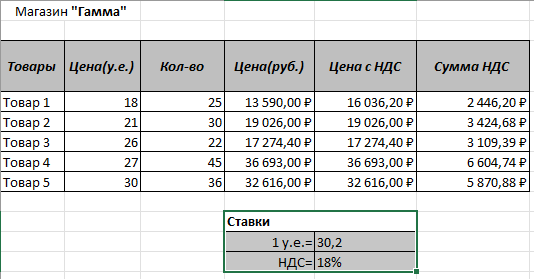 Магазин "Гамма"
Товары Цена(у.е.) Кол-во Цена(руб.) Цена с НДС Сумма НДС
Товар 1 18 25 13 590,00 ₽ 16 036,20 ₽ 2 446,20 ₽
Товар 2 21 30 19 026,00 ₽ 19 026,00 ₽ 3 424,68 ₽
Товар 3 26 22 17 274,40 ₽ 17 274,40 ₽ 3 109,39 ₽
Товар 4 27 45 36 693,00 ₽ 36 693,00 ₽ 6 604,74 ₽
Товар 5 30 36 32 616,00 ₽ 32 616,00 ₽ 5 870,88 ₽
Ставки
1 у.е.= 30,2
НДС= 18%